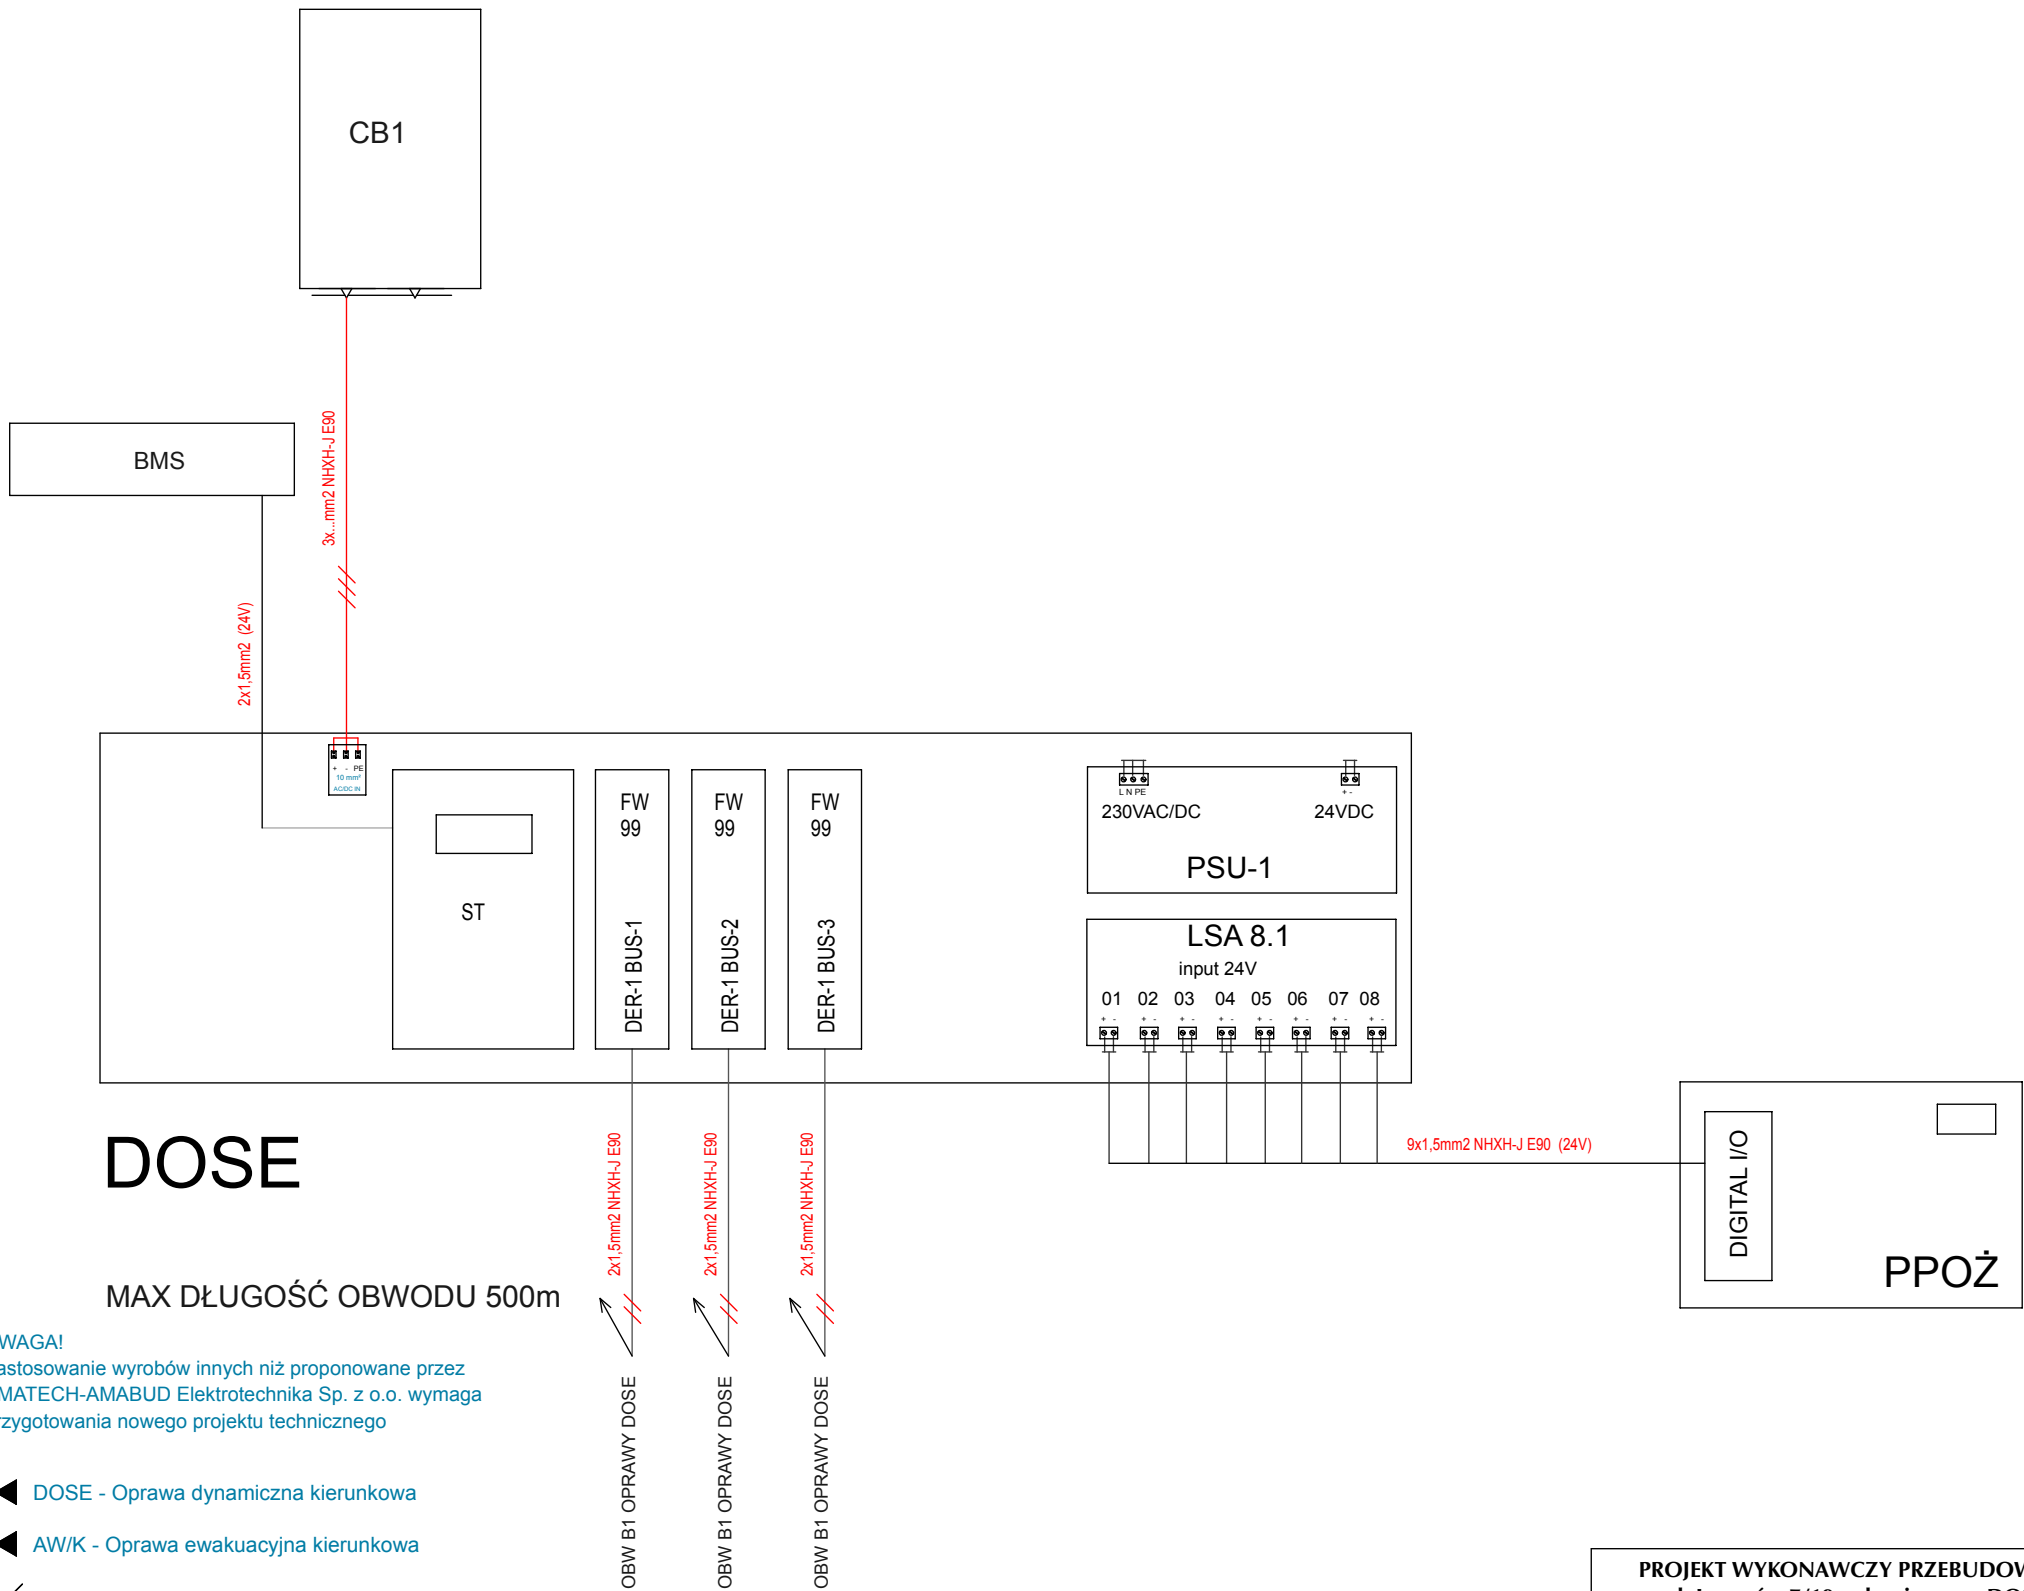 CB1
BMS
3x...mm2 NHXH-J E90
2x1,5mm2 (24V)
+ - PE
10 mm²
AC/DC IN
ST
FW
99
DER-1 BUS-1
FW
99
DER-1 BUS-2
FW
99
DER-1 BUS-3
L N PE
+ -
230VAC/DC
24VDC
PSU-1
LSA 8.1
input 24V
01 02 03 04 05 06 07 08
+ - + - + - + - + - + - + - + -
DOSE
2x1,5mm2 NHXH-J E90
2x1,5mm2 NHXH-J E90
2x1,5mm2 NHXH-J E90
9x1,5mm2 NHXH-J E90 (24V)
DIGITAL I/O
PPOŻ
MAX DŁUGOŚĆ OBWODU 500m
WAGA!
astosowanie wyrobów innych niż proponowane przez
MATECH-AMABUD Elektrotechnika Sp. z o.o. wymaga
rzygotowania nowego projektu technicznego
OBW B1 OPRAWY DOSE
OBW B1 OPRAWY DOSE
OBW B1 OPRAWY DOSE
DOSE - Oprawa dynamiczna kierunkowa
AW/K - Oprawa ewakuacyjna kierunkowa
PROJEKT WYKONAWCZY PRZEBUDOW